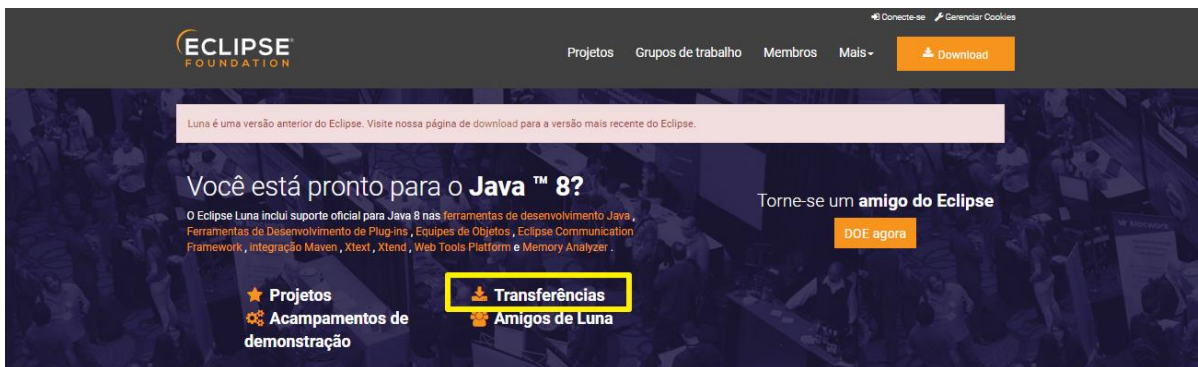 Conecte-se Gerenciar Cookies
ECLIPSE
FOUNDATION
Projetos Grupos de trabalho Membros Mais Download
Luna é uma versão anterior do Eclipse. Visite nossa página de download para a versão mais recente do Eclipse.
Você está pronto para o Java ™ 8?
O Eclipse Luna inclui suporte oficial para Java 8 nas ferramentas de desenvolvimento Java ,
Ferramentas de Desenvolvimento de Plug-ins , Equipes de Objetos , Eclipse Communication
Framework , integração Maven , Xtext , Xtend , Web Tools Platform e Memory Analyzer .
Torne-se um amigo do Eclipse
DOE agora
Projetos
Acampamentos de
demonstração
Transferências
Amigos de Luna